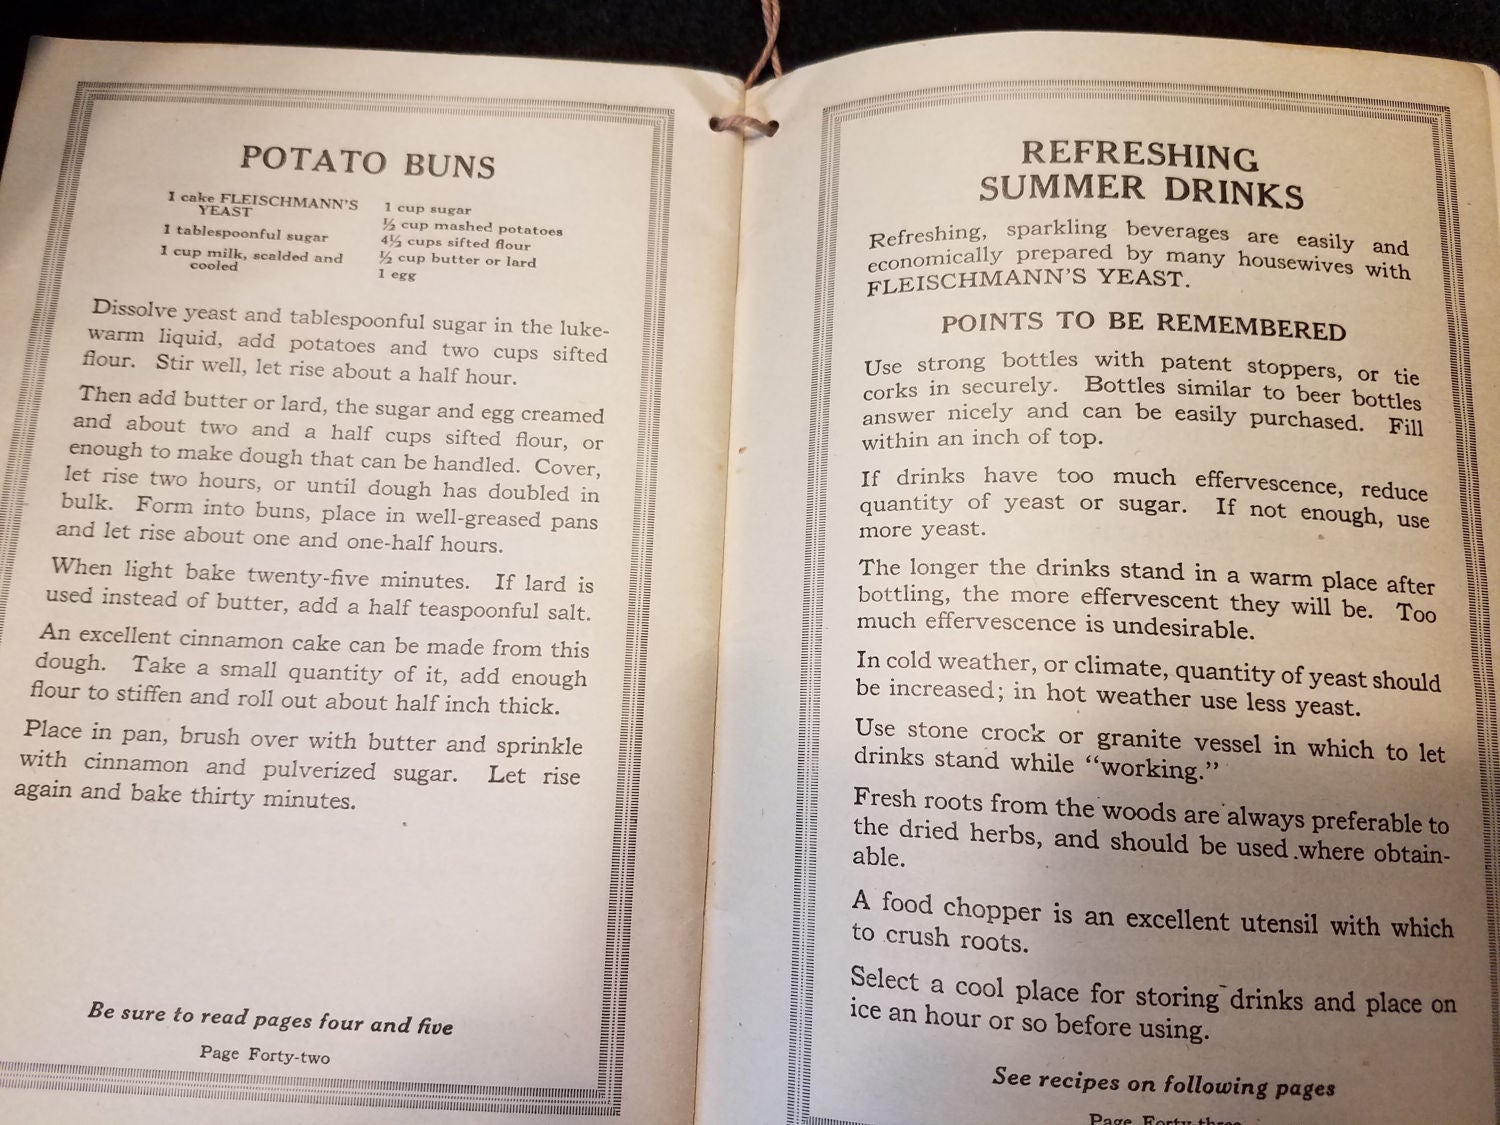 POTATO BUNS
1 cake FLEISCHMANN'S
YEAST
1 tablespoonful sugar
1 cup milk, scalded and
cooled
1 cup sugar
½ cup mashed potatoes
4½ cups sifted flour
½ cup butter or lard
1 egg
Dissolve yeast and tablespoonful sugar in the luke-
warm liquid, add potatoes and two cups sifted
flour. Stir well, let rise about a half hour.
Then add butter or lard, the sugar and egg creamed
and about two and a half cups sifted flour, or
enough to make dough that can be handled. Cover,
let rise two hours, or until dough has doubled in
bulk. Form into buns, place in well-greased pans
and let rise about one and one-half hours.
When light bake twenty-five minutes. If lard is
used instead of butter, add a half teaspoonful salt.
An excellent cinnamon cake can be made from this
dough. Take a small quantity of it, add enough
flour to stiffen and roll out about half inch thick.
Place in pan, brush over with butter and sprinkle
with cinnamon and pulverized sugar. Let rise
again and bake thirty minutes.
Be sure to read pages four and five
Page Forty-two
REFRESHING
SUMMER DRINKS
Refreshing, sparkling beverages are easily and
economically prepared by many housewives with
FLEISCHMANN'S YEAST.
POINTS TO BE REMEMBERED
Use strong bottles with patent stoppers, or tie
corks in securely. Bottles similar to beer bottles
answer nicely and can be easily purchased. Fill
within an inch of top.
If drinks have too much effervescence, reduce
quantity of yeast or sugar. If not enough, use
more yeast.
The longer the drinks stand in a warm place after
bottling, the more effervescent they will be. Too
much effervescence is undesirable.
In cold weather, or climate, quantity of yeast should
be increased; in hot weather use less yeast.
Use stone crock or granite vessel in which to let
drinks stand while "working."
Fresh roots from the woods are always preferable to
the dried herbs, and should be used where obtain-
able.
A food chopper is an excellent utensil with which
to crush roots.
Select a cool place for storing drinks and place on
ice an hour or so before using.
See recipes on following pages
Page Forty-three